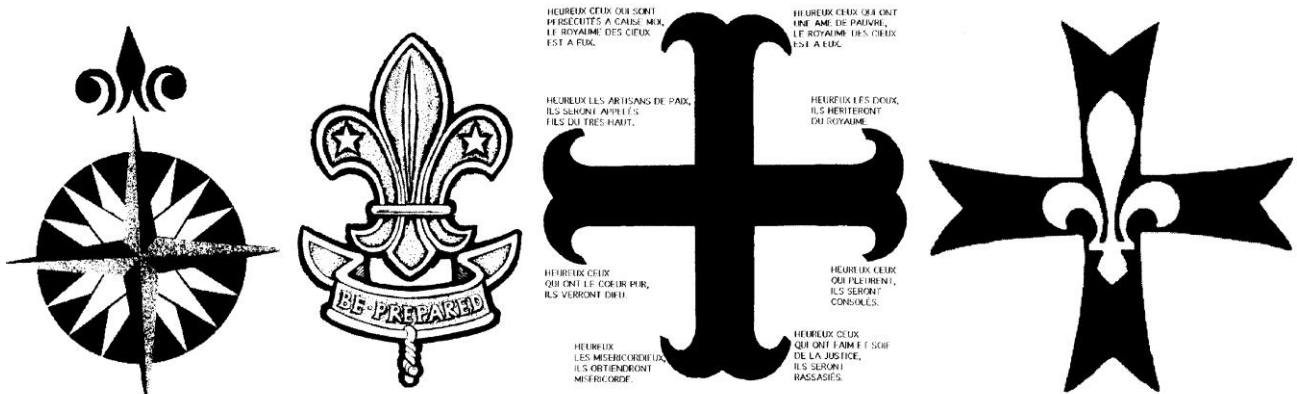 BE-PREPARED
HEUREUX CEUX QUI SONT
PERSÉCUTÉS A CAUSE MOI,
LE ROYAUME DES CIEUX
EST A EUX.
HEUREUX CEUX QUI ONT
UNE AME DE PAUVRE,
LE ROYAUME DES CIEUX
EST A EUX.
HEUREUX LES ARTISANS DE PAIX,
ILS SERONT APPELÉS
FILS DU TRES-HAUT.
HEUREUX LES DOUX,
ILS HERITERONT
DU ROYAUME.
HEUREUX CEUX
QUI ONT LE COEUR PUR,
ILS VERRONT DIEU.
HEUREUX CEUX
QUI PLEURENT,
ILS SERONT
CONSOLÉS.
HEUREUX
LES MISERICORDIEUX,
ILS OBTIENDRONT
MISÉRICORDE.
HEUREUX CEUX
QUI ONT FAIM ET SOIF
DE LA JUSTICE,
ILS SERONT
RASSASIÉS.